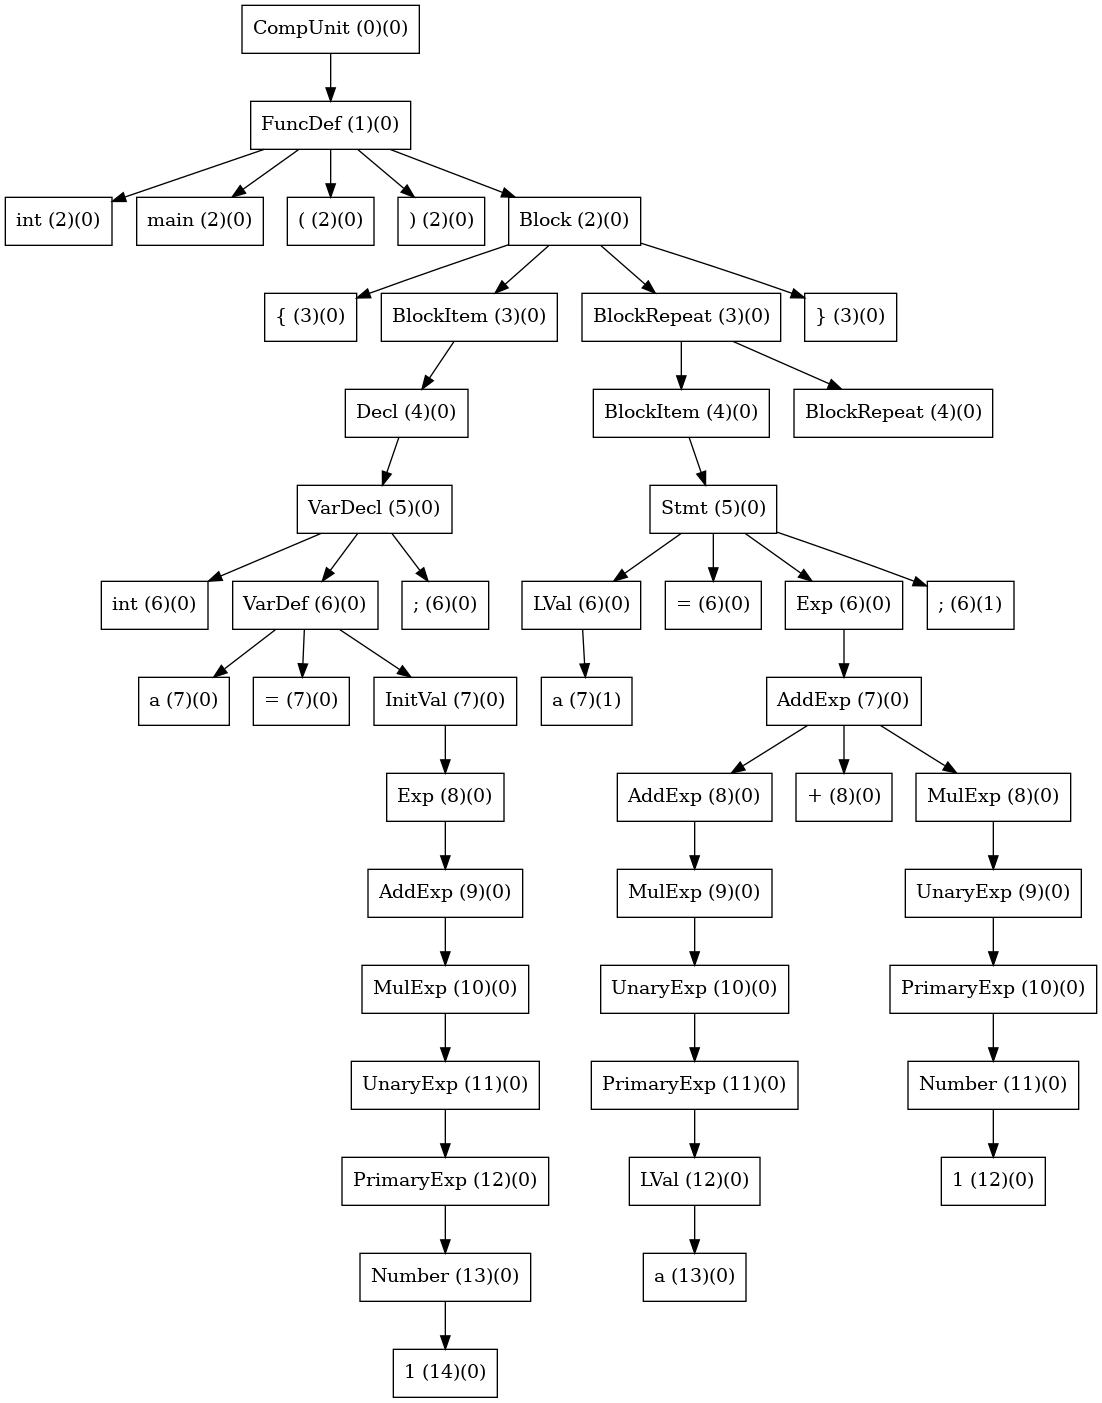 CompUnit (0)(0)
FuncDef (1)(0)
int (2)(0)
main (2)(0)
( (2)(0)
) (2)(0)
Block (2)(0)
{ (3)(0)
BlockItem (3)(0)
BlockRepeat (3)(0)
} (3)(0)
Decl (4)(0)
BlockItem (4)(0)
BlockRepeat (4)(0)
VarDecl (5)(0)
Stmt (5)(0)
int (6)(0)
VarDef (6)(0)
; (6)(0)
LVal (6)(0)
= (6)(0)
Exp (6)(0)
; (6)(1)
a (7)(0)
= (7)(0)
InitVal (7)(0)
a (7)(1)
AddExp (7)(0)
Exp (8)(0)
AddExp (8)(0)
+ (8)(0)
MulExp (8)(0)
AddExp (9)(0)
MulExp (9)(0)
UnaryExp (9)(0)
MulExp (10)(0)
UnaryExp (10)(0)
PrimaryExp (10)(0)
UnaryExp (11)(0)
PrimaryExp (11)(0)
Number (11)(0)
PrimaryExp (12)(0)
LVal (12)(0)
1 (12)(0)
Number (13)(0)
a (13)(0)
1 (14)(0)